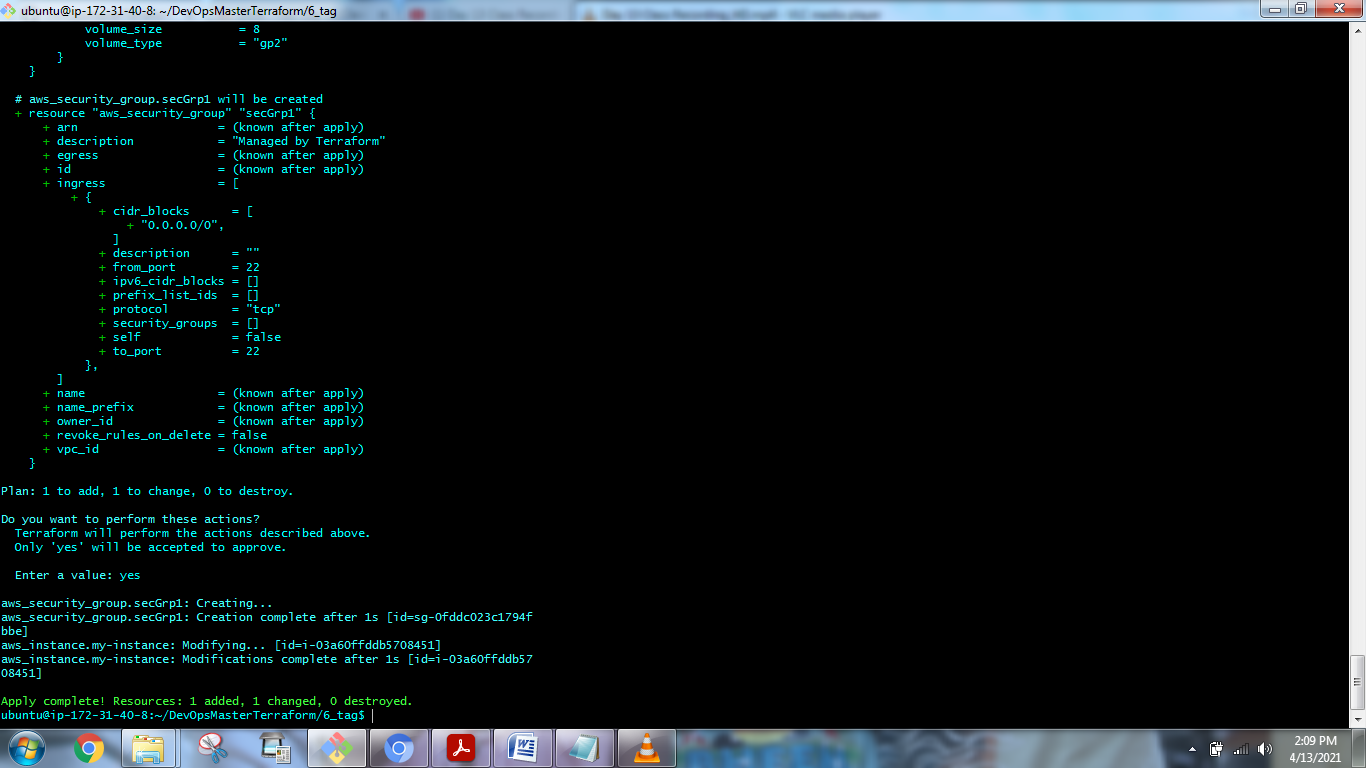 ubuntu@ip-172-31-40-8: ~/DevOpsMasterTerraform/6_tag
            volume_size           = 8
            volume_type           = "gp2"
        }
    }

  # aws_security_group.secGrp1 will be created
  + resource "aws_security_group" "secGrp1" {
      + arn                    = (known after apply)
      + description            = "Managed by Terraform"
      + egress                 = (known after apply)
      + id                     = (known after apply)
      + ingress                = [
          + {
              + cidr_blocks      = [
                  + "0.0.0.0/0",
                ]
              + description      = ""
              + from_port        = 22
              + ipv6_cidr_blocks = []
              + prefix_list_ids  = []
              + protocol         = "tcp"
              + security_groups  = []
              + self             = false
              + to_port          = 22
            },
        ]
      + name                   = (known after apply)
      + name_prefix            = (known after apply)
      + owner_id               = (known after apply)
      + revoke_rules_on_delete = false
      + vpc_id                 = (known after apply)
    }

Plan: 1 to add, 1 to change, 0 to destroy.

Do you want to perform these actions?
  Terraform will perform the actions described above.
  Only 'yes' will be accepted to approve.

  Enter a value: yes

aws_security_group.secGrp1: Creating...
aws_security_group.secGrp1: Creation complete after 1s [id=sg-0fddc023c1794f
bbe]
aws_instance.my-instance: Modifying... [id=i-03a60ffddb5708451]
aws_instance.my-instance: Modifications complete after 1s [id=i-03a60ffddb57
08451]

Apply complete! Resources: 1 added, 1 changed, 0 destroyed.
ubuntu@ip-172-31-40-8:~/DevOpsMasterTerraform/6_tag$
2:09 PM
4/13/2021